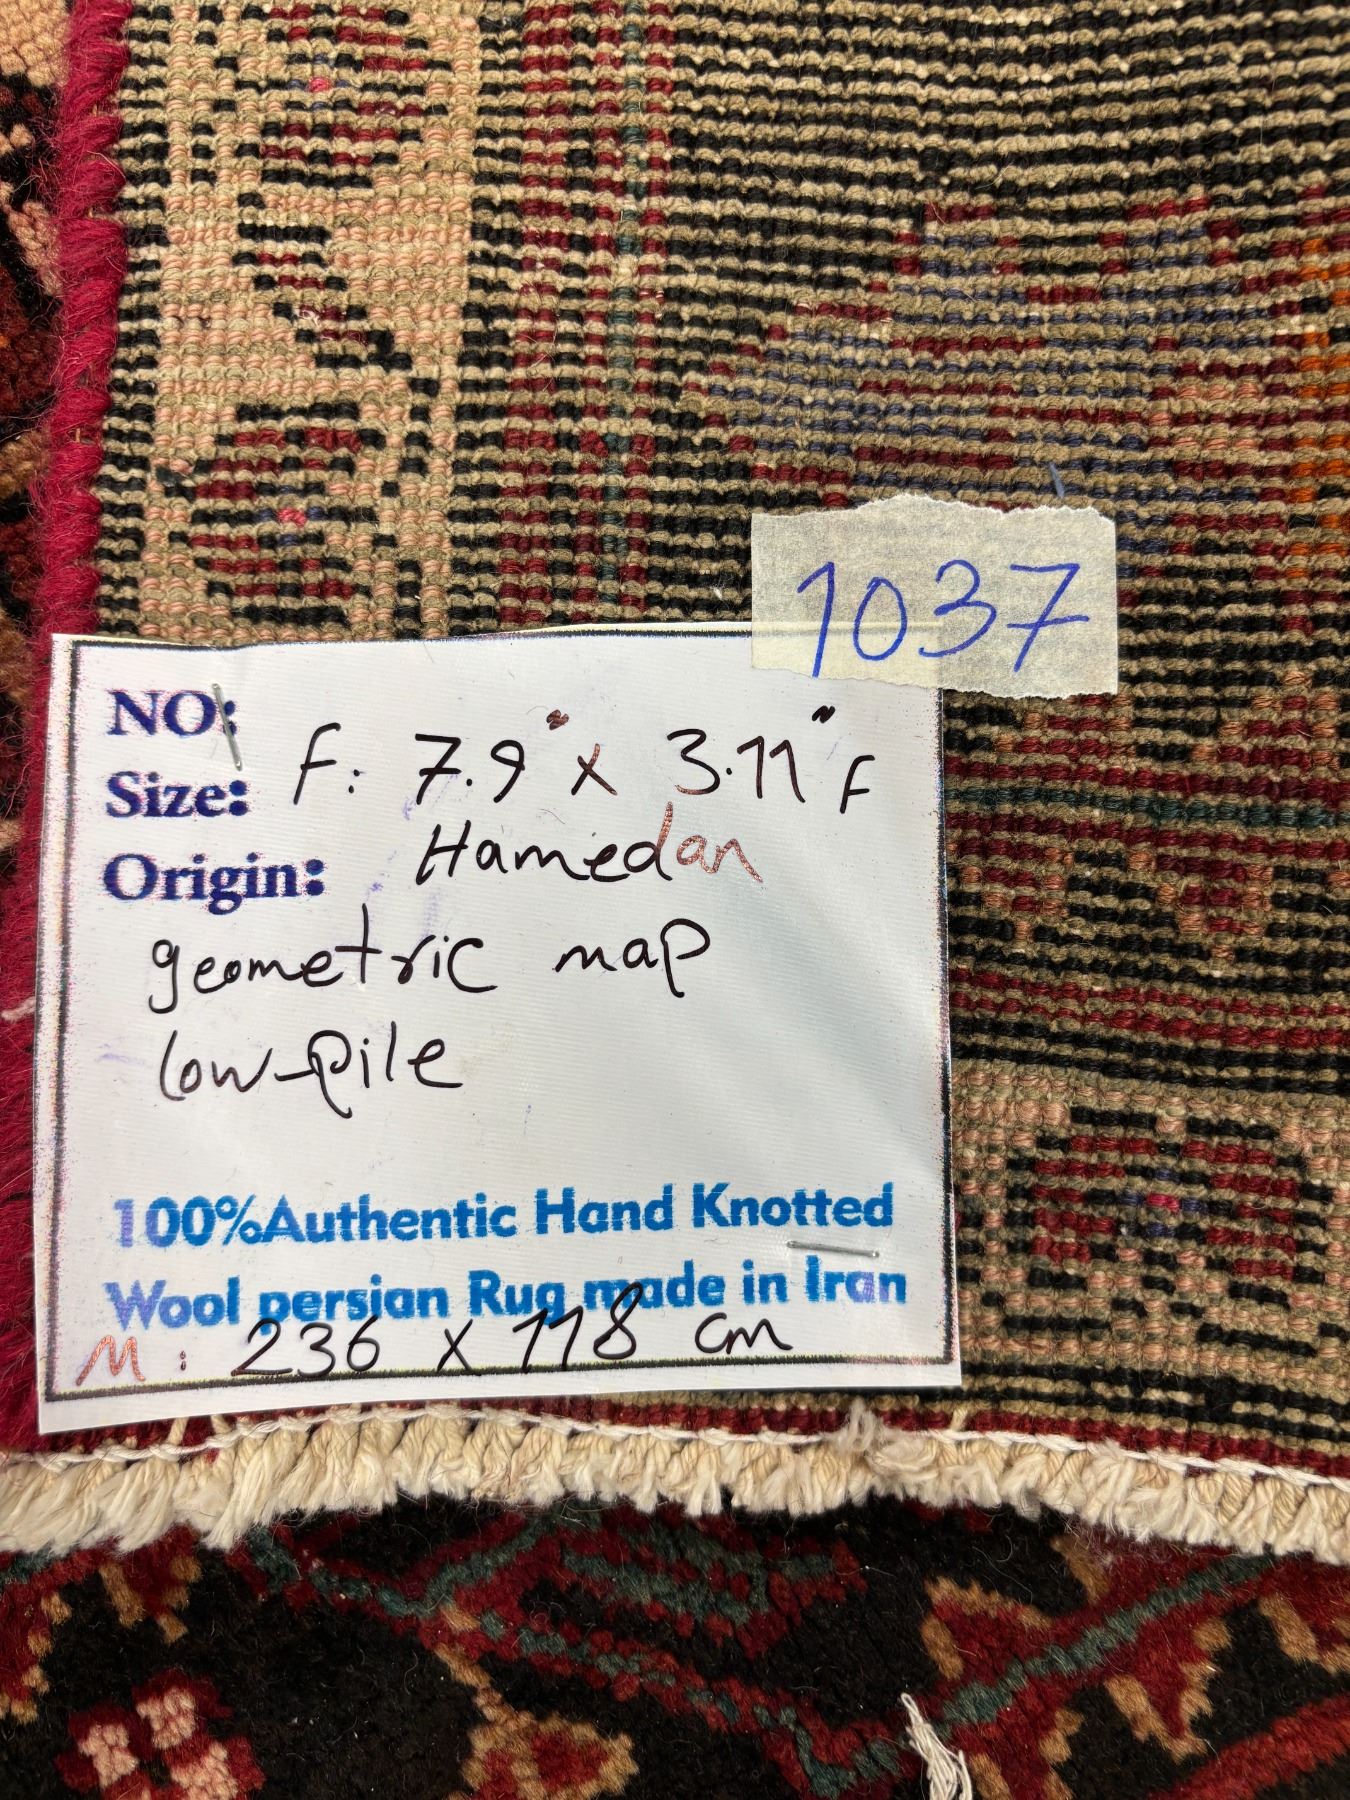 1037
NO:
Size: F: 7.9" x 3.11" F
Origin: Hamedan
geometric map
low-pile
100%Authentic Hand Knotted
Wool persian Rug made in Iran
M: 236 x 118 cm